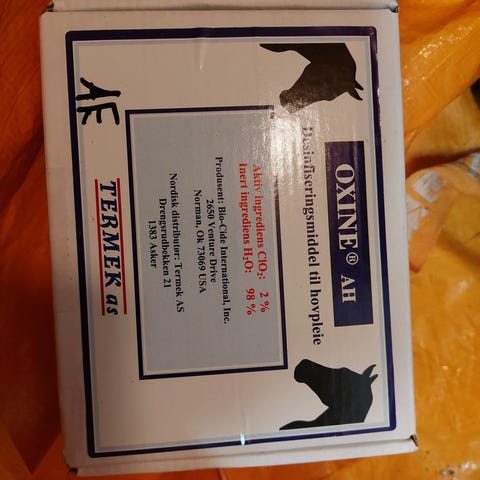 OXINE® AH
Desinfiseringsmiddel til hovpleie
Aktiv ingrediens ClO₂: 2 %
Inert ingrediens H₂O: 98 %
Produsent: Bio-Cide International, Inc.
2650 Venture Drive
Norman, Ok 73069 USA
Nordisk distributør: Termek AS
Drengsrudbekken 21
1383 Asker
TERMEK as
AF